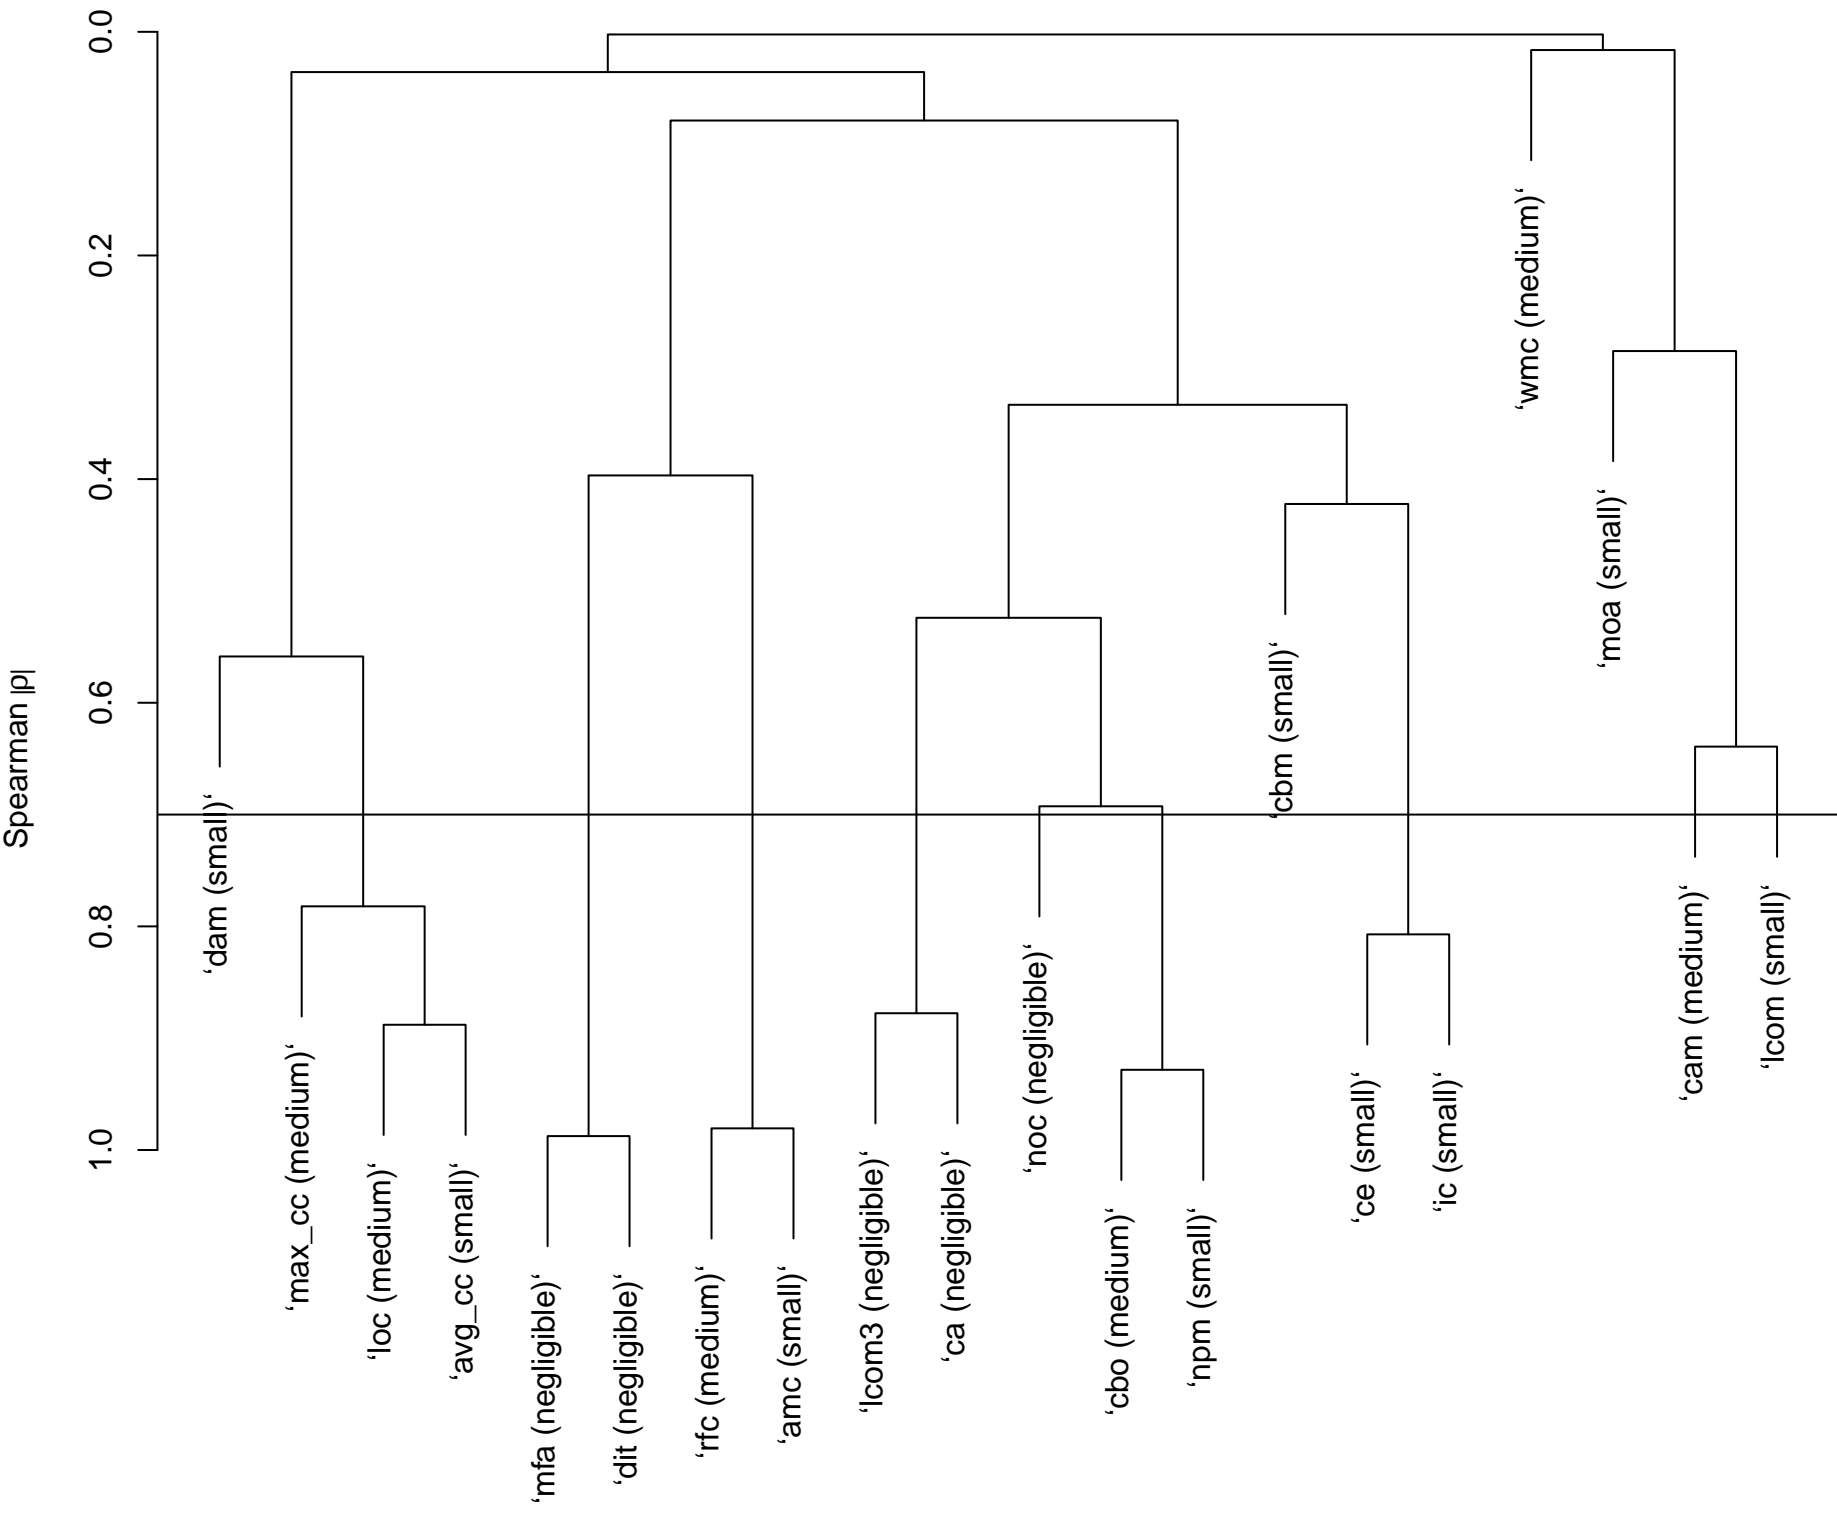 0.0
0.2
0.4
0.6
0.8
1.0
Spearman |ρ|
‘dam (small)‘
‘max_cc (medium)‘
‘loc (medium)‘
‘avg_cc (small)‘
‘mfa (negligible)‘
‘dit (negligible)‘
‘rfc (medium)‘
‘amc (small)‘
‘lcom3 (negligible)‘
‘ca (negligible)‘
‘noc (negligible)‘
‘cbo (medium)‘
‘npm (small)‘
‘cbm (small)‘
‘ce (small)‘
‘ic (small)‘
‘wmc (medium)‘
‘moa (small)‘
‘cam (medium)‘
‘lcom (small)‘